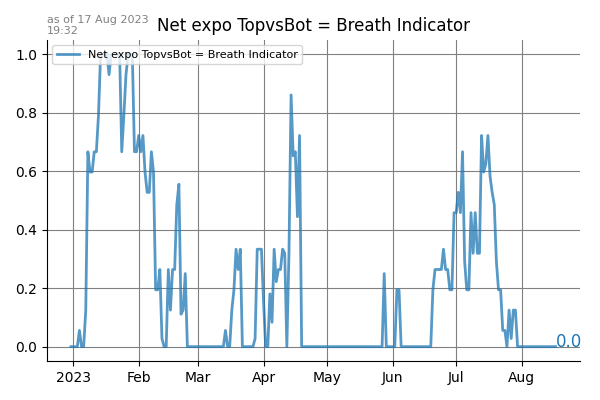 as of 17 Aug 2023
19:32
Net expo TopvsBot = Breath Indicator
Net expo TopvsBot = Breath Indicator
1.0
0.8
0.6
0.4
0.2
0.0
0.0
2023 Feb Mar Apr May Jun Jul Aug